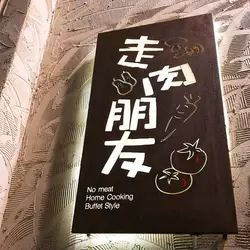 走肉
朋友
No meat
Home Cooking
Buffet Style